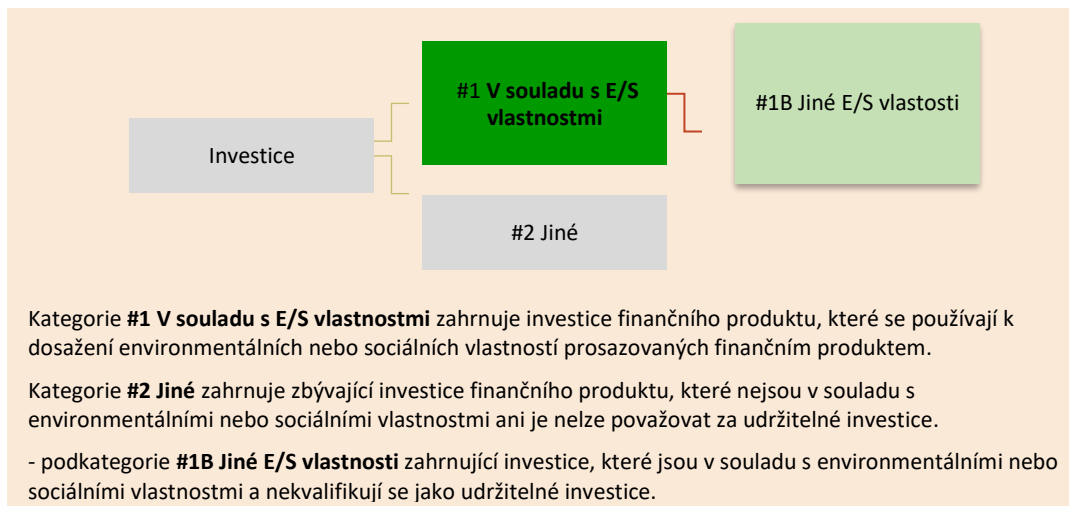 #1 V souladu s E/S
vlastnostmi
#1B Jiné E/S vlastosti
Investice
#2 Jiné
Kategorie #1 V souladu s E/S vlastnostmi zahrnuje investice finančního produktu, které se používají k
dosažení environmentálních nebo sociálních vlastností prosazovaných finančním produktem.
Kategorie #2 Jiné zahrnuje zbývající investice finančního produktu, které nejsou v souladu s
environmentálními nebo sociálními vlastnostmi ani je nelze považovat za udržitelné investice.
- podkategorie #1B Jiné E/S vlastnosti zahrnující investice, které jsou v souladu s environmentálními nebo
sociálními vlastnostmi a nekvalifikují se jako udržitelné investice.